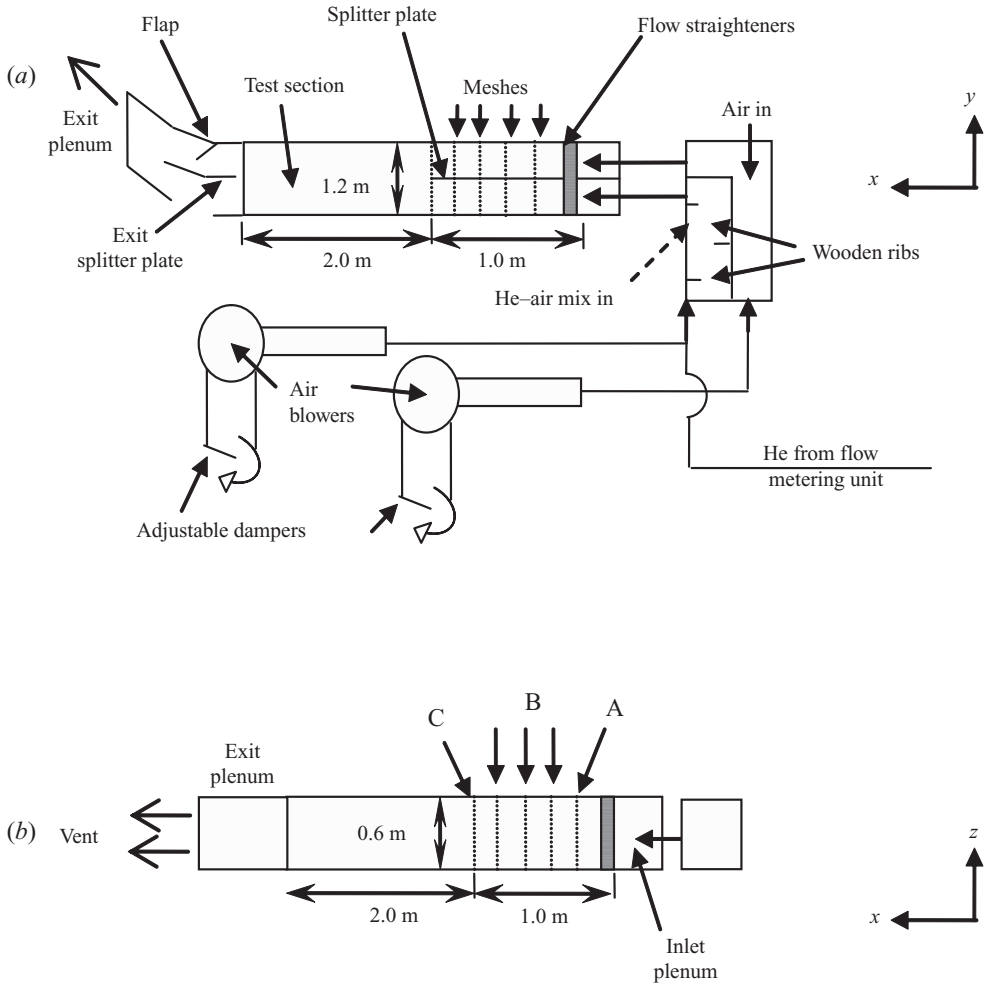 Splitter plate
Flap
Flow straighteners
(a)
Test section
Meshes
Air in
y
Exit
plenum
1.2 m
x
Exit
splitter plate
2.0 m
1.0 m
Wooden ribs
He–air mix in
Air
blowers
He from flow
metering unit
Adjustable dampers
B
C
A
Exit
plenum
(b)
Vent
0.6 m
z
2.0 m
1.0 m
x
Inlet
plenum